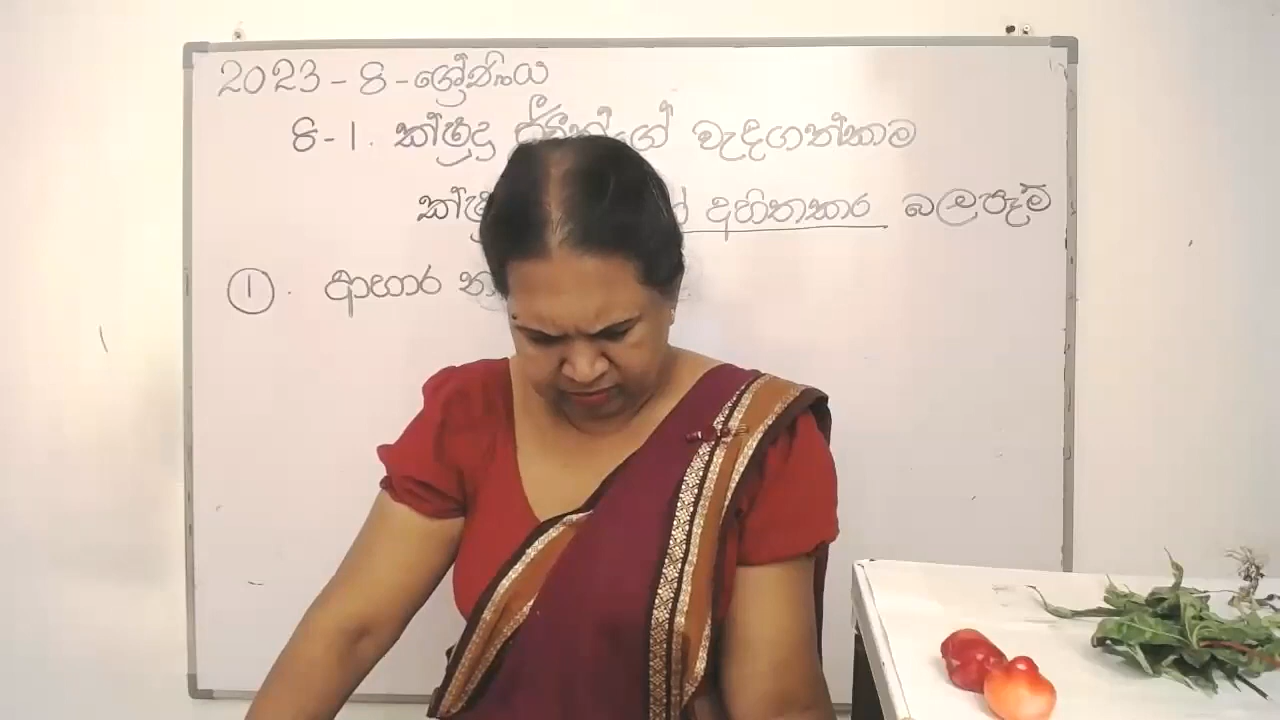 2023 - 8 - ශ්‍රේණිය
8-1. ක්ෂුද්‍ර ජීවීන්ගේ වැදගත්කම
අහිතකර බලපෑම්
① . ආහාර